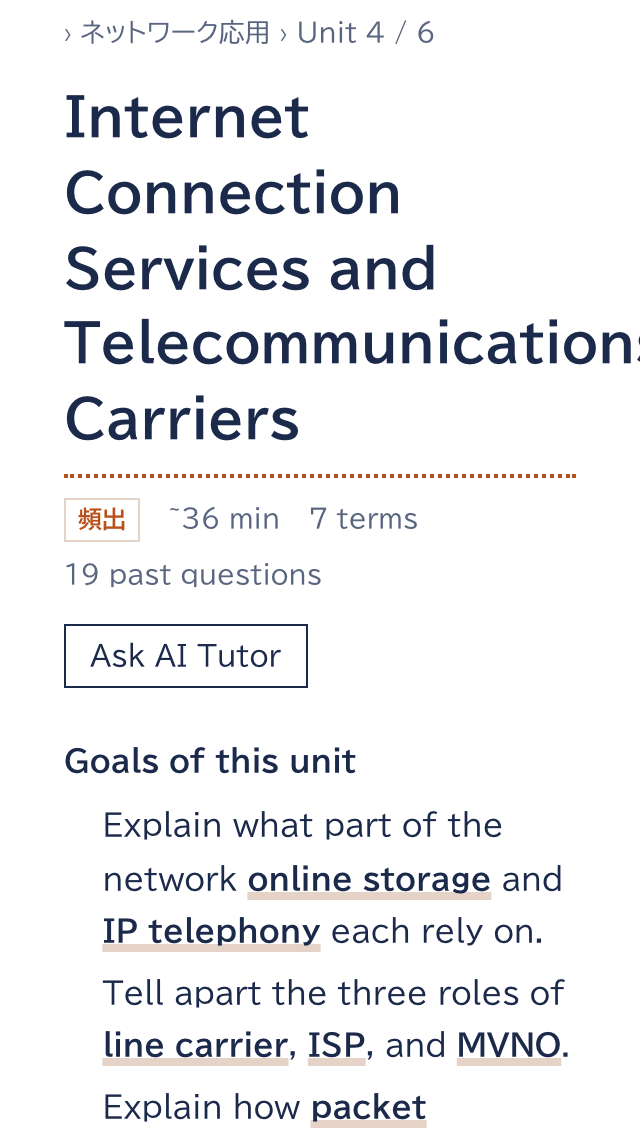 › ネットワーク応用 › Unit 4 / 6
Internet
Connection
Services and
Telecommunications
Carriers
頻出 ~36 min 7 terms
19 past questions
Ask AI Tutor
Goals of this unit
Explain what part of the
network online storage and
IP telephony each rely on.
Tell apart the three roles of
line carrier, ISP, and MVNO.
Explain how packet